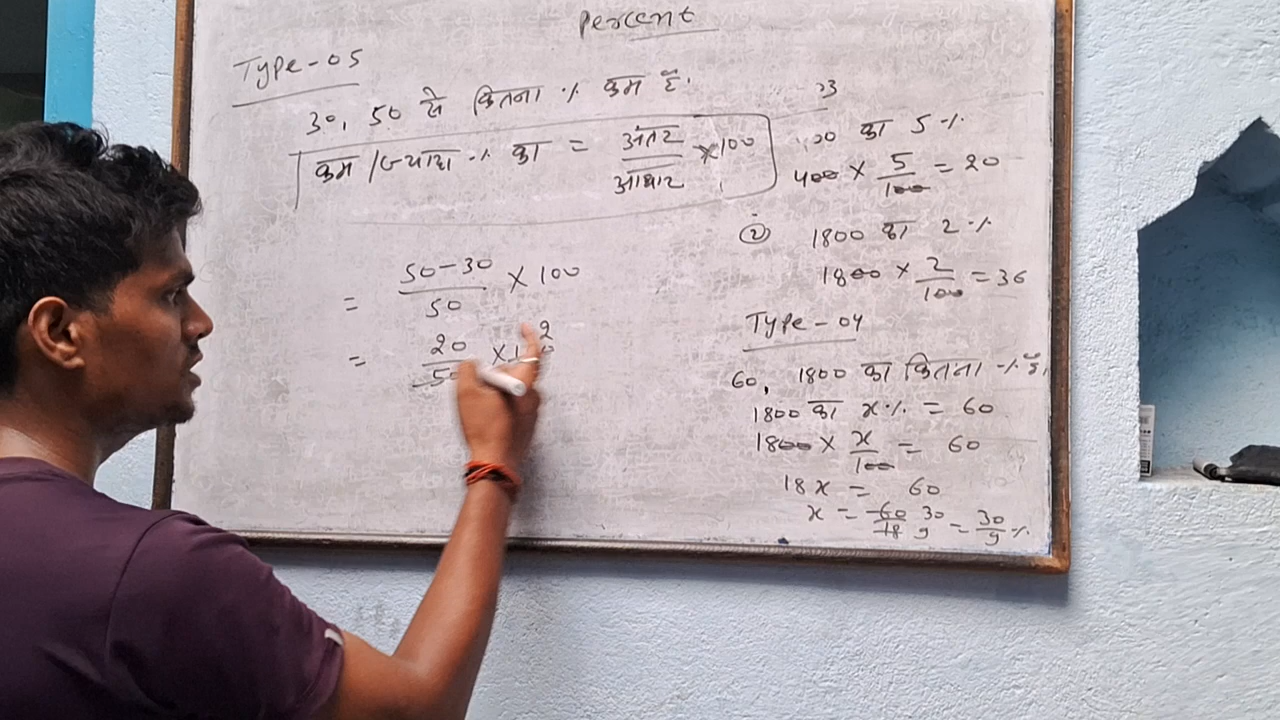 Percent
Type-05
30, 50 से कितना % कम है.
कम/ज्यादा % का = अंतर/आधार × 100
= 50-30/50 × 100
= 20/50 ×
2
का 5%
400 × 5/100 = 20
② 1800 का 2%
1800 × 2/100 = 36
Type-04
60, 1800 का कितना % है,
1800 का x% = 60
1800 × x/100 = 60
18x = 60
x = 60/18 30/9 = 30/9 %